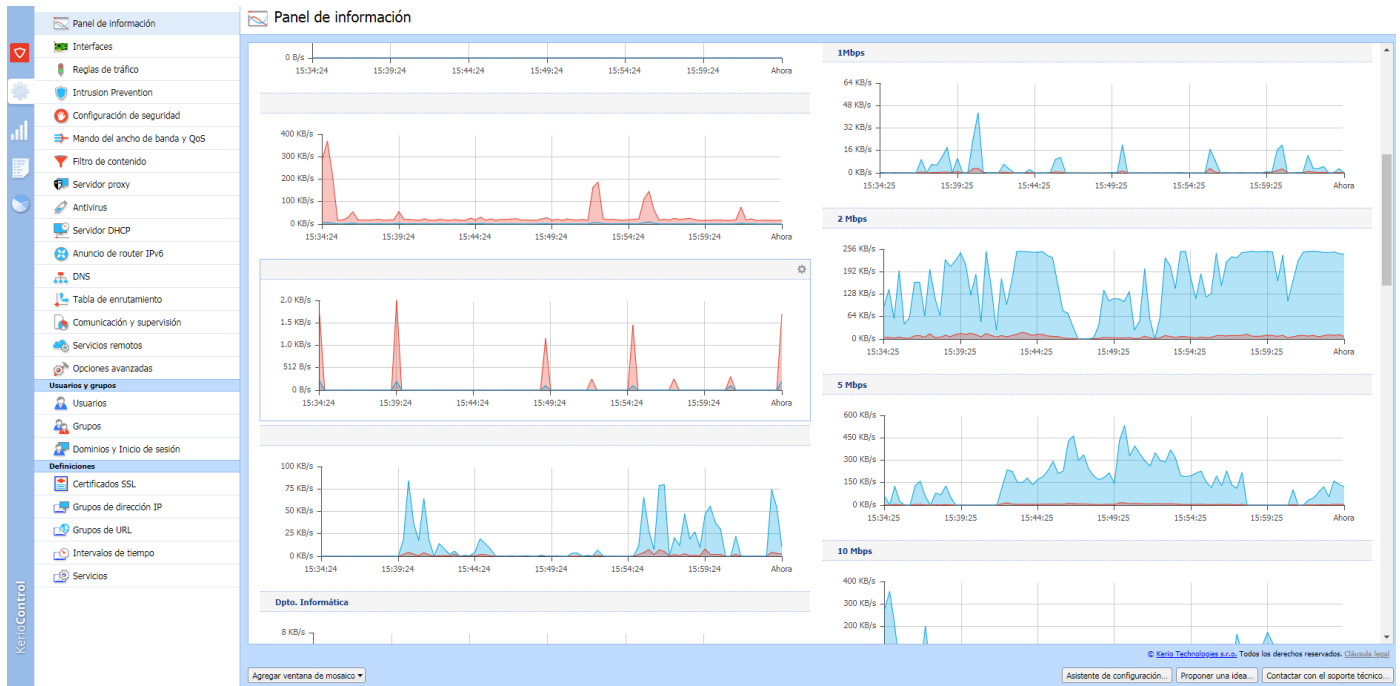 Panel de información
Interfaces
Reglas de tráfico
Intrusion Prevention
Configuración de seguridad
Mando del ancho de banda y QoS
Filtro de contenido
Servidor proxy
Antivirus
Servidor DHCP
Anuncio de router IPv6
DNS
Tabla de enrutamiento
Comunicación y supervisión
Servicios remotos
Opciones avanzadas
Usuarios y grupos
Usuarios
Grupos
Dominios y Inicio de sesión
Definiciones
Certificados SSL
Grupos de dirección IP
Grupos de URL
Intervalos de tiempo
Servicios
KerioControl
Panel de información
0 B/s
15:34:24 15:39:24 15:44:24 15:49:24 15:54:24 15:59:24 Ahora
400 KB/s
300 KB/s
200 KB/s
100 KB/s
0 KB/s
15:34:24 15:39:24 15:44:24 15:49:24 15:54:24 15:59:24 Ahora
2.0 KB/s
1.5 KB/s
1.0 KB/s
512 B/s
0 B/s
15:34:24 15:39:24 15:44:24 15:49:24 15:54:24 15:59:24 Ahora
100 KB/s
75 KB/s
50 KB/s
25 KB/s
0 KB/s
15:34:24 15:39:24 15:44:24 15:49:24 15:54:24 15:59:24 Ahora
Dpto. Informática
8 KB/s
1Mbps
64 KB/s
48 KB/s
32 KB/s
16 KB/s
0 KB/s
15:34:25 15:39:25 15:44:25 15:49:25 15:54:25 15:59:25 Ahora
2 Mbps
256 KB/s
192 KB/s
128 KB/s
64 KB/s
0 KB/s
15:34:25 15:39:25 15:44:25 15:49:25 15:54:25 15:59:25 Ahora
5 Mbps
600 KB/s
450 KB/s
300 KB/s
150 KB/s
0 KB/s
15:34:25 15:39:25 15:44:25 15:49:25 15:54:25 15:59:25 Ahora
10 Mbps
400 KB/s
300 KB/s
200 KB/s
© Kerio Technologies s.r.o. Todos los derechos reservados. Cláusula legal
Agregar ventana de mosaico
Asistente de configuración... Proponer una idea... Contactar con el soporte técnico...